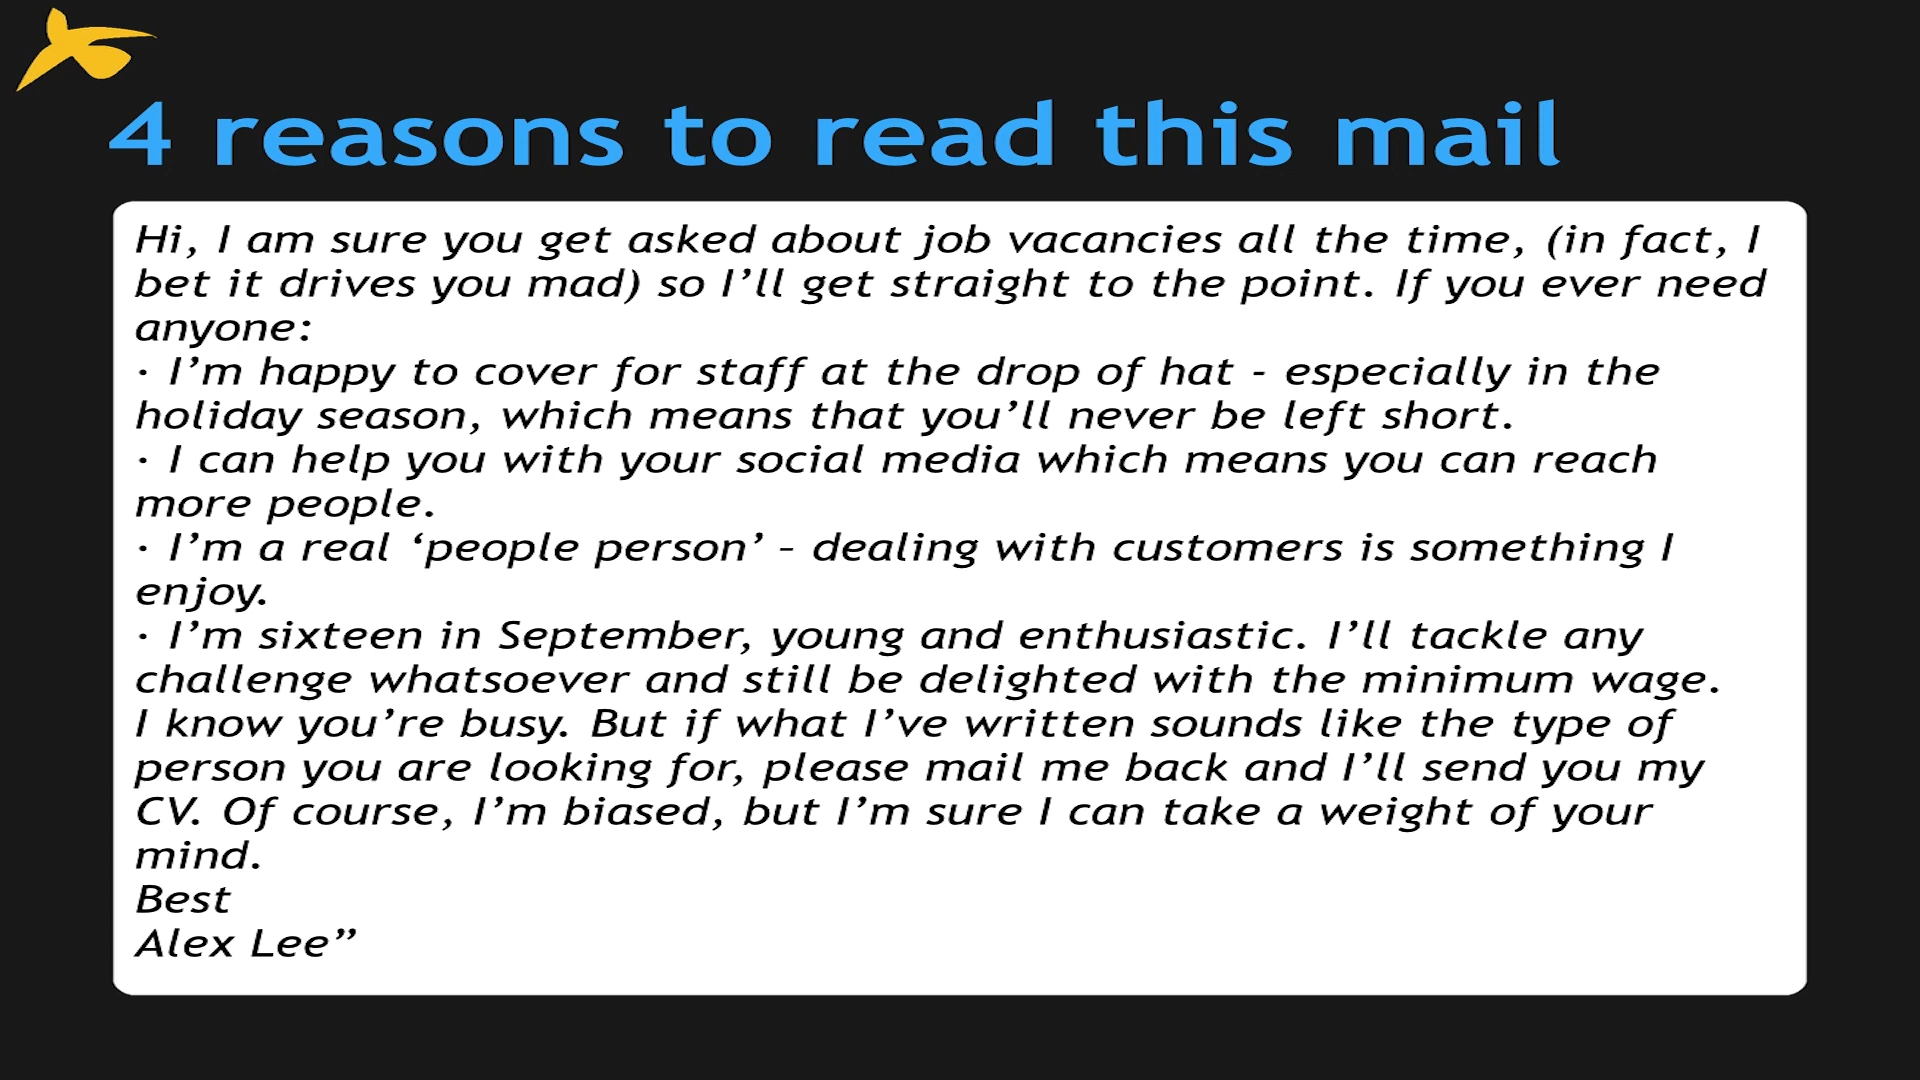 4 reasons to read this mail
Hi, I am sure you get asked about job vacancies all the time, (in fact, I
bet it drives you mad) so I’ll get straight to the point. If you ever need
anyone:
· I’m happy to cover for staff at the drop of hat - especially in the
holiday season, which means that you’ll never be left short.
· I can help you with your social media which means you can reach
more people.
· I’m a real ‘people person’ – dealing with customers is something I
enjoy.
· I’m sixteen in September, young and enthusiastic. I’ll tackle any
challenge whatsoever and still be delighted with the minimum wage.
I know you’re busy. But if what I’ve written sounds like the type of
person you are looking for, please mail me back and I’ll send you my
CV. Of course, I’m biased, but I’m sure I can take a weight of your
mind.
Best
Alex Lee”